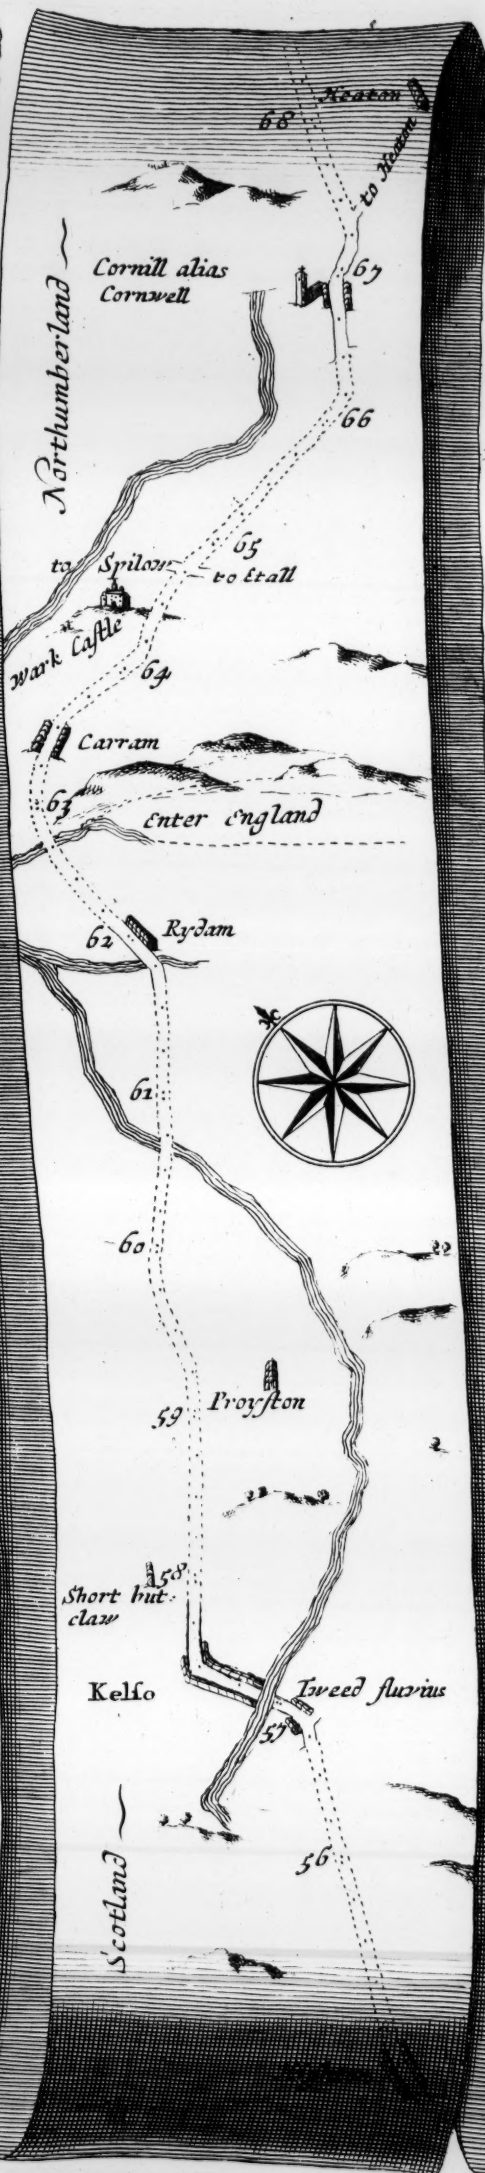 Heaton
68
to Heaton
Cornill alias
Cornwell
67
Northumberland
66
65
to Spilow
to Etall
Wark Castle
64
Carram
63
Enter England
62
Rydam
61
60
59
Proyston
58
Short but
claw
Kelso
Tweed fluvius
57
56
Scotland